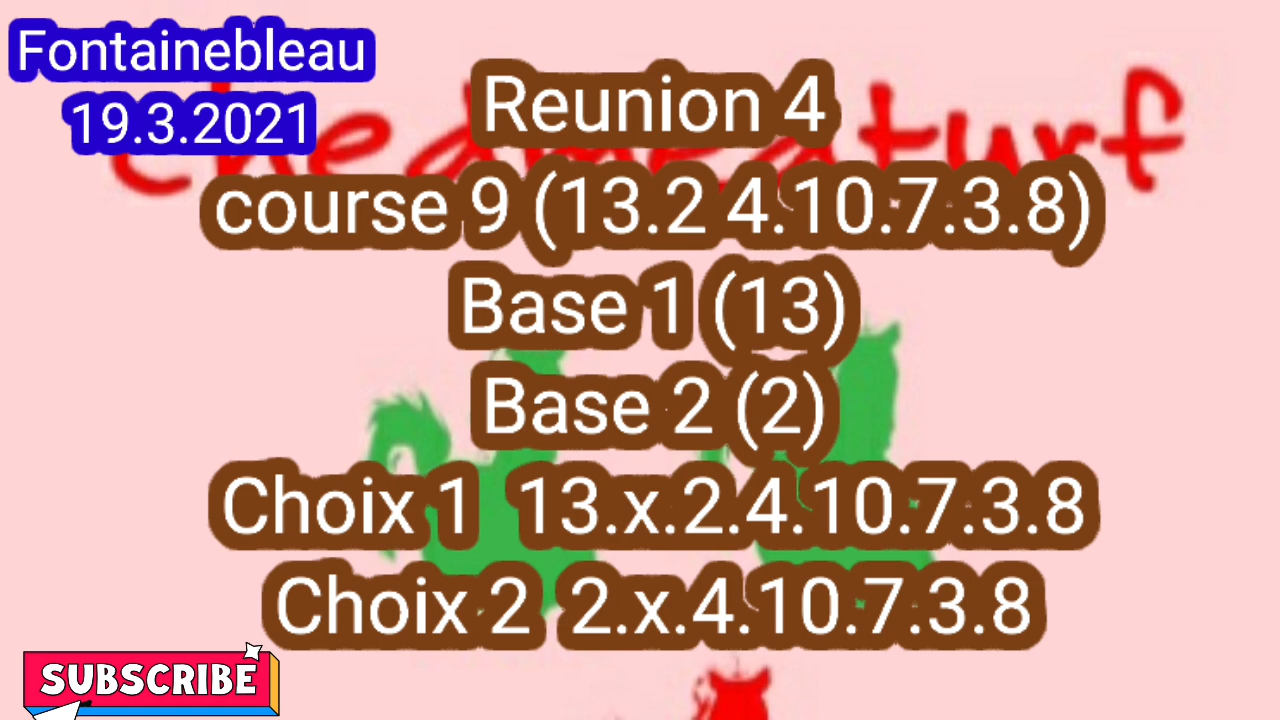 Fontainebleau
19.3.2021
Reunion 4
course 9 (13.2 4.10.7.3.8)
Base 1 (13)
Base 2 (2)
Choix 1 13.x.2.4.10.7.3.8
Choix 2 2.x.4.10.7.3.8
SUBSCRIBE